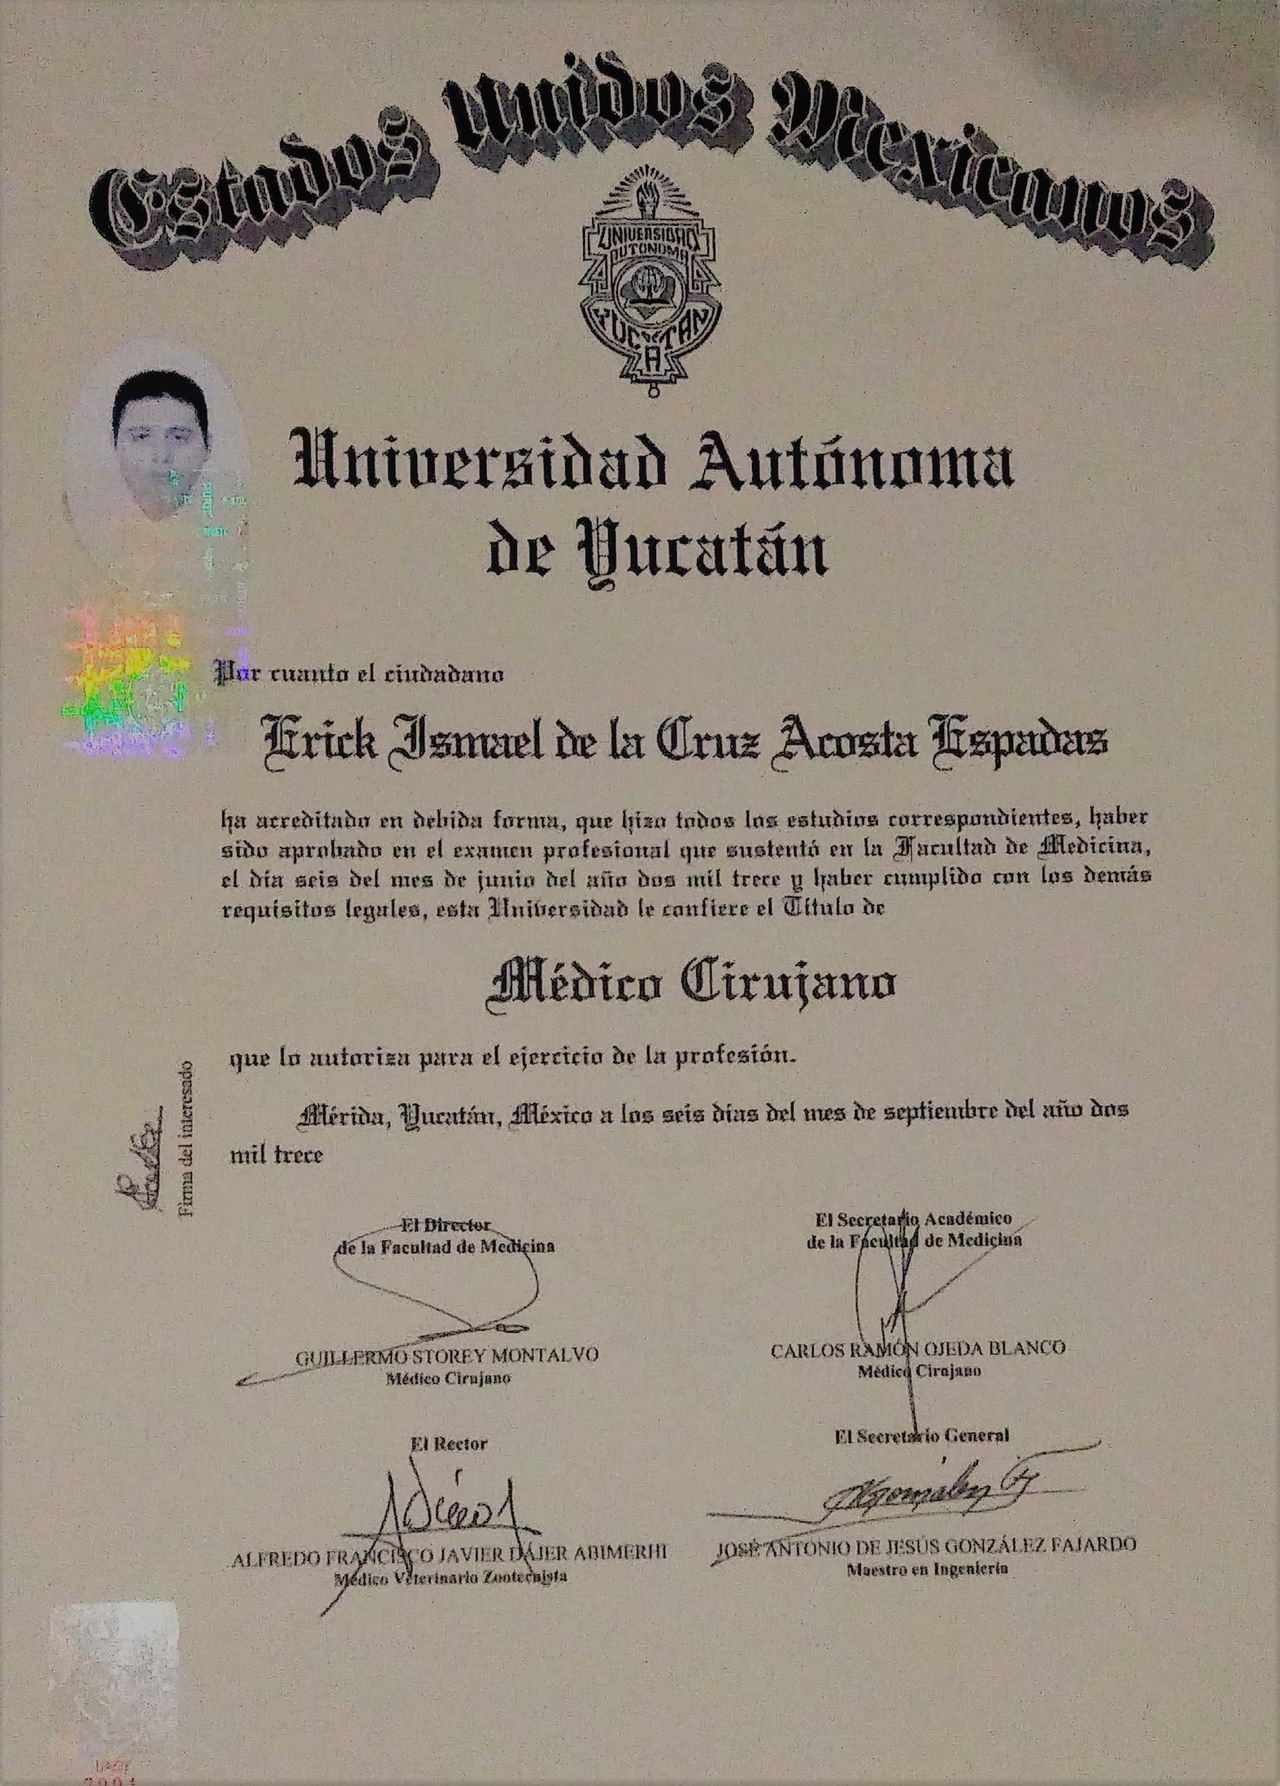 Estados Unidos Mexicanos
UNIVERSIDAD
AUTONOMA
YUCATAN
Universidad Autónoma
de Yucatán
Por cuanto el ciudadano
Erick Ismael de la Cruz Acosta Espadas
ha acreditado en debida forma, que hizo todos los estudios correspondientes, haber
sido aprobado en el examen profesional que sustentó en la Facultad de Medicina,
el día seis del mes de junio del año dos mil trece y haber cumplido con los demás
requisitos legales, esta Universidad le confiere el Título de
Médico Cirujano
que lo autoriza para el ejercicio de la profesión.
Mérida, Yucatán, México a los seis días del mes de septiembre del año dos
mil trece
Firma del interesado
El Director
de la Facultad de Medicina
GUILLERMO STOREY MONTALVO
Médico Cirujano
El Secretario Académico
de la Facultad de Medicina
CARLOS RAMÓN OJEDA BLANCO
Médico Cirujano
El Rector
ALFREDO FRANCISCO JAVIER DÁJER ABIMERHI
Médico Veterinario Zootecnista
El Secretario General
JOSÉ ANTONIO DE JESÚS GONZÁLEZ FAJARDO
Maestro en Ingeniería